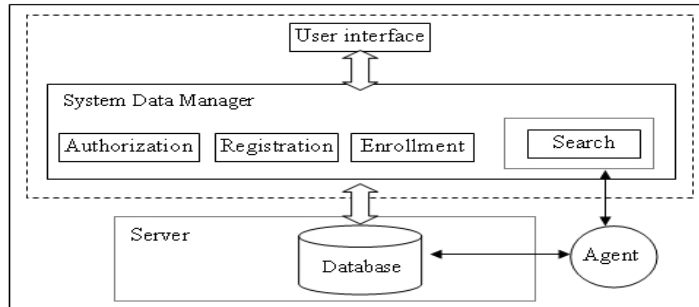 User interface
System Data Manager
Authorization
Registration
Enrollment
Search
Server
Database
Agent